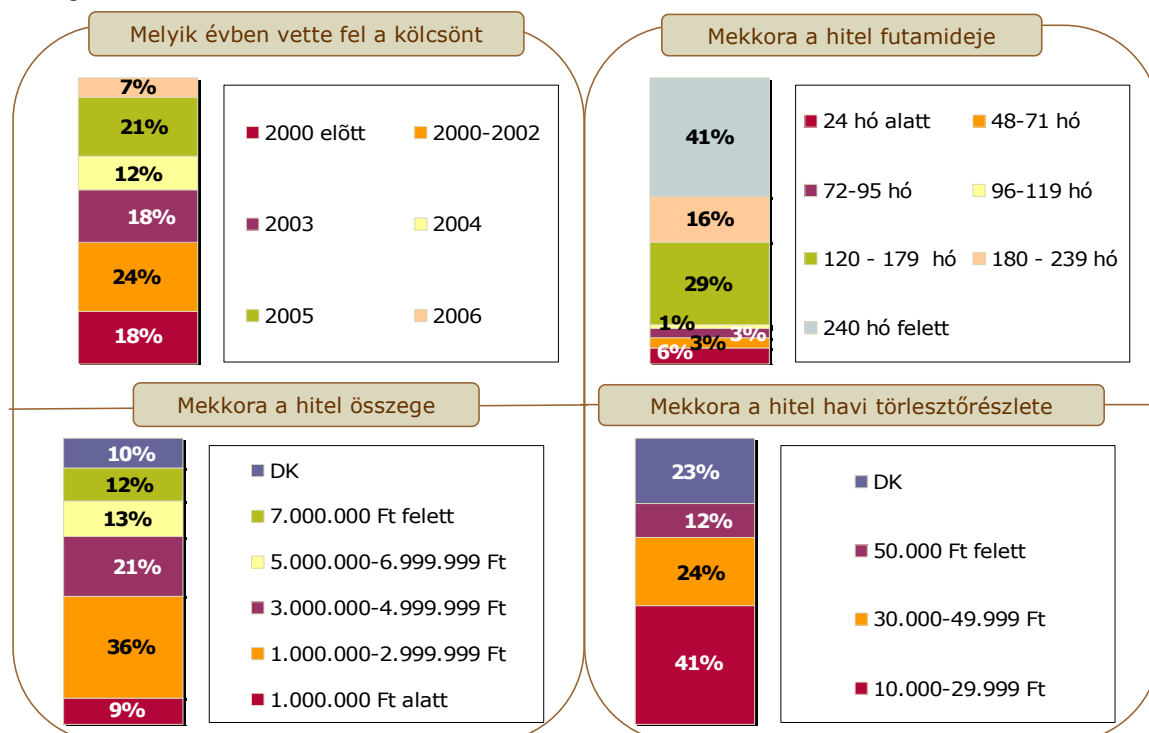 Melyik évben vette fel a kölcsönt
7%
21%
12%
18%
24%
18%
2000 elõtt
2000-2002
2003
2004
2005
2006
Mekkora a hitel futamideje
41%
16%
29%
1%
3%
3%
6%
24 hó alatt
48-71 hó
72-95 hó
96-119 hó
120 - 179 hó
180 - 239 hó
240 hó felett
Mekkora a hitel összege
10%
12%
13%
21%
36%
9%
DK
7.000.000 Ft felett
5.000.000-6.999.999 Ft
3.000.000-4.999.999 Ft
1.000.000-2.999.999 Ft
1.000.000 Ft alatt
Mekkora a hitel havi törlesztőrészlete
23%
12%
24%
41%
DK
50.000 Ft felett
30.000-49.999 Ft
10.000-29.999 Ft